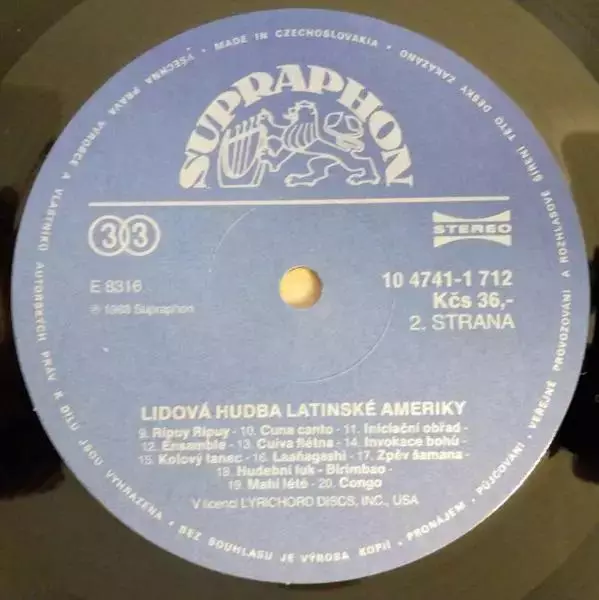 VŠECHNA PRÁVA VÝROBCE A VLASTNÍKŮ AUTORSKÝCH PRÁV K DÍLU JSOU VYHRAZENA • BEZ SOUHLASU JE VÝROBA KOPIÍ • PRONÁJEM • PŮJČOVÁNÍ • VEŘEJNÉ PROVOZOVÁNÍ A ROZHLASOVÉ ŠÍŘENÍ TÉTO DESKY ZAKÁZÁNO • MADE IN CZECHOSLOVAKIA •
SUPRAPHON
33
STEREO
E 8316
10 4741-1 712
℗ 1988 Supraphon
Kčs 36,-
2. STRANA
LIDOVÁ HUDBA LATINSKÉ AMERIKY
9. Ripuy Ripuy - 10. Cuna canto - 11. Iniciační obřad -
12. Ensamble - 13. Cuiva flétna - 14. Invokace bohů -
15. Kolový tanec - 16. Laañagashi - 17. Zpěv šamana -
18. Hudební luk - Birimbao -
19. Mahi lété - 20. Congo
V licenci LYRICHORD DISCS, INC., USA